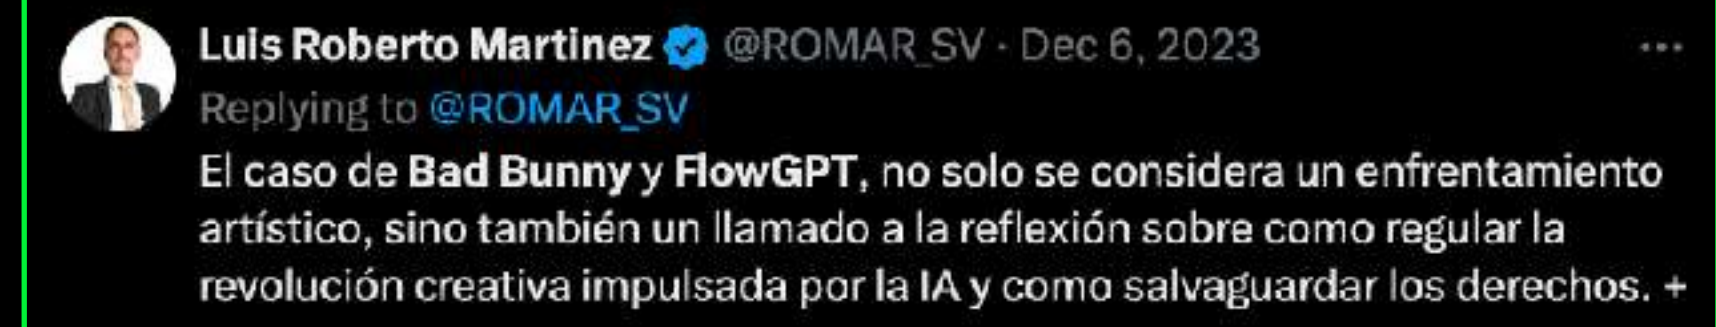 Luis Roberto Martinez @ROMAR_SV · Dec 6, 2023
Replying to @ROMAR_SV
El caso de Bad Bunny y FlowGPT, no solo se considera un enfrentamiento
artístico, sino también un llamado a la reflexión sobre como regular la
revolución creativa impulsada por la IA y como salvaguardar los derechos. +